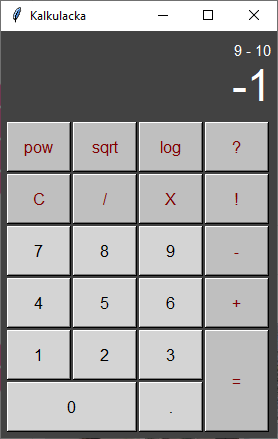 Kalkulacka
9 - 10
-1
pow sqrt log ?
C / X !
7 8 9 -
4 5 6 +
1 2 3
=
0 .